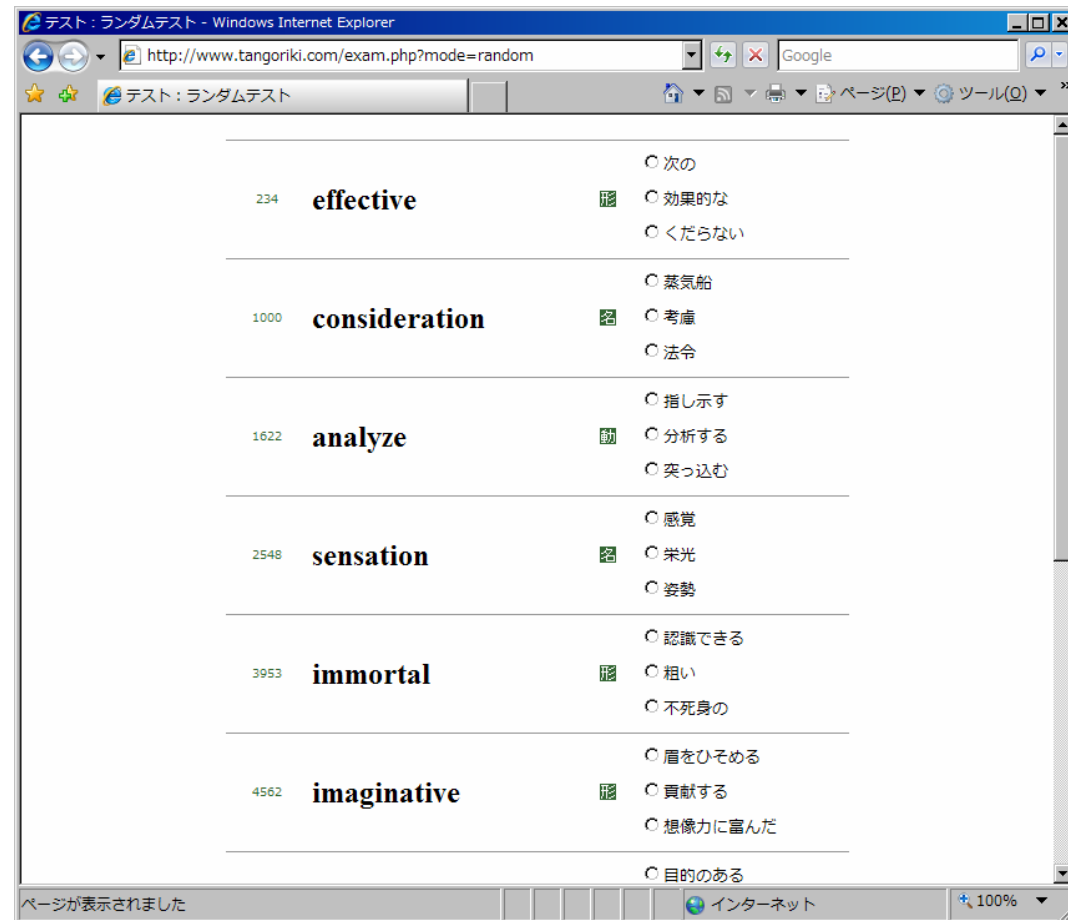 テスト : ランダムテスト - Windows Internet Explorer
http://www.tangoriki.com/exam.php?mode=random
Google
テスト : ランダムテスト
ページ(P) ツール(O) »
次の
234 effective 形 効果的な
くだらない
蒸気船
1000 consideration 名 考慮
法令
指し示す
1622 analyze 動 分析する
突っ込む
感覚
2548 sensation 名 栄光
姿勢
認識できる
3953 immortal 形 粗い
不死身の
眉をひそめる
4562 imaginative 形 貢献する
想像力に富んだ
目的のある
ページが表示されました インターネット 100%